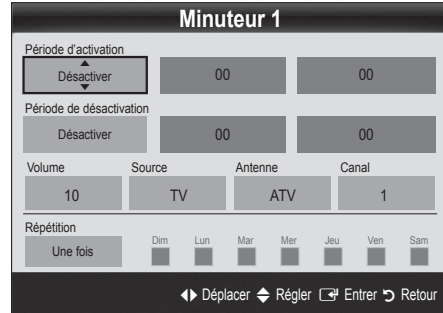 Minuteur 1
Période d'activation
Désactiver 00 00
Période de désactivation
Désactiver 00 00
Volume Source Antenne Canal
10 TV ATV 1
Répétition
Dim Lun Mar Mer Jeu Ven Sam
Une fois
Déplacer Régler Entrer Retour